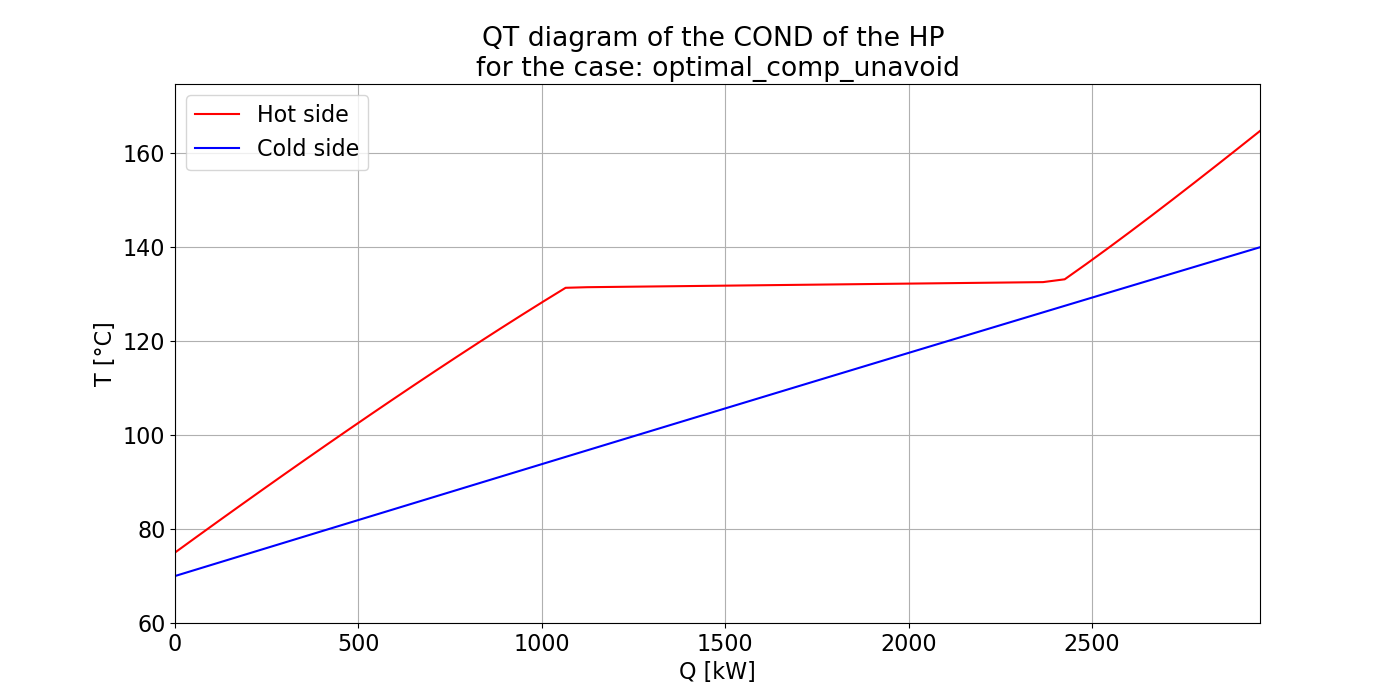 QT diagram of the COND of the HP
for the case: optimal_comp_unavoid
Hot side
Cold side
160
140
120
100
80
60
T [°C]
0 500 1000 1500 2000 2500
Q [kW]